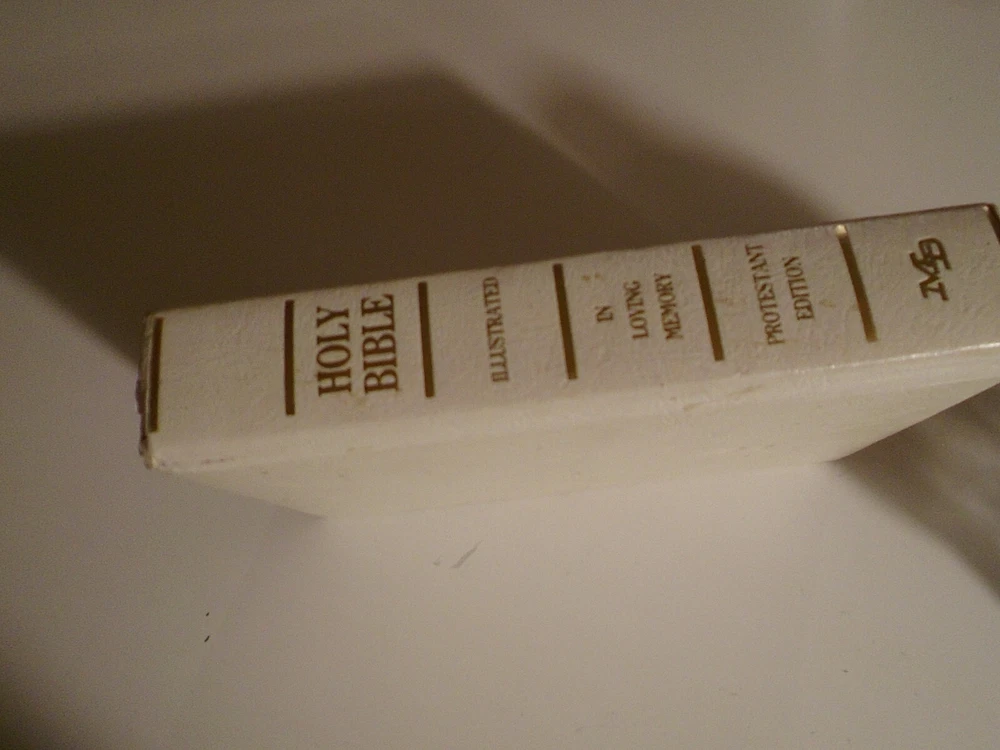 HOLY
BIBLE
ILLUSTRATED
IN
LOVING
MEMORY
PROTESTANT
EDITION